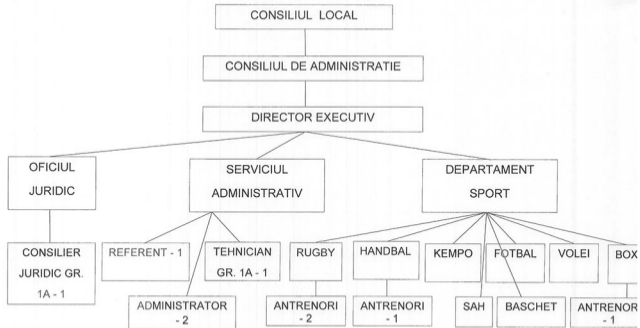 CONSILIUL LOCAL
CONSILIUL DE ADMINISTRATIE
DIRECTOR EXECUTIV
OFICIUL
JURIDIC
SERVICIUL
ADMINISTRATIV
DEPARTAMENT
SPORT
CONSILIER
JURIDIC GR.
1A - 1
REFERENT - 1
TEHNICIAN
GR. 1A - 1
RUGBY
HANDBAL
KEMPO
FOTBAL
VOLEI
BOX
ADMINISTRATOR
- 2
ANTRENORI
- 2
ANTRENORI
- 1
SAH
BASCHET
ANTRENORI
- 1